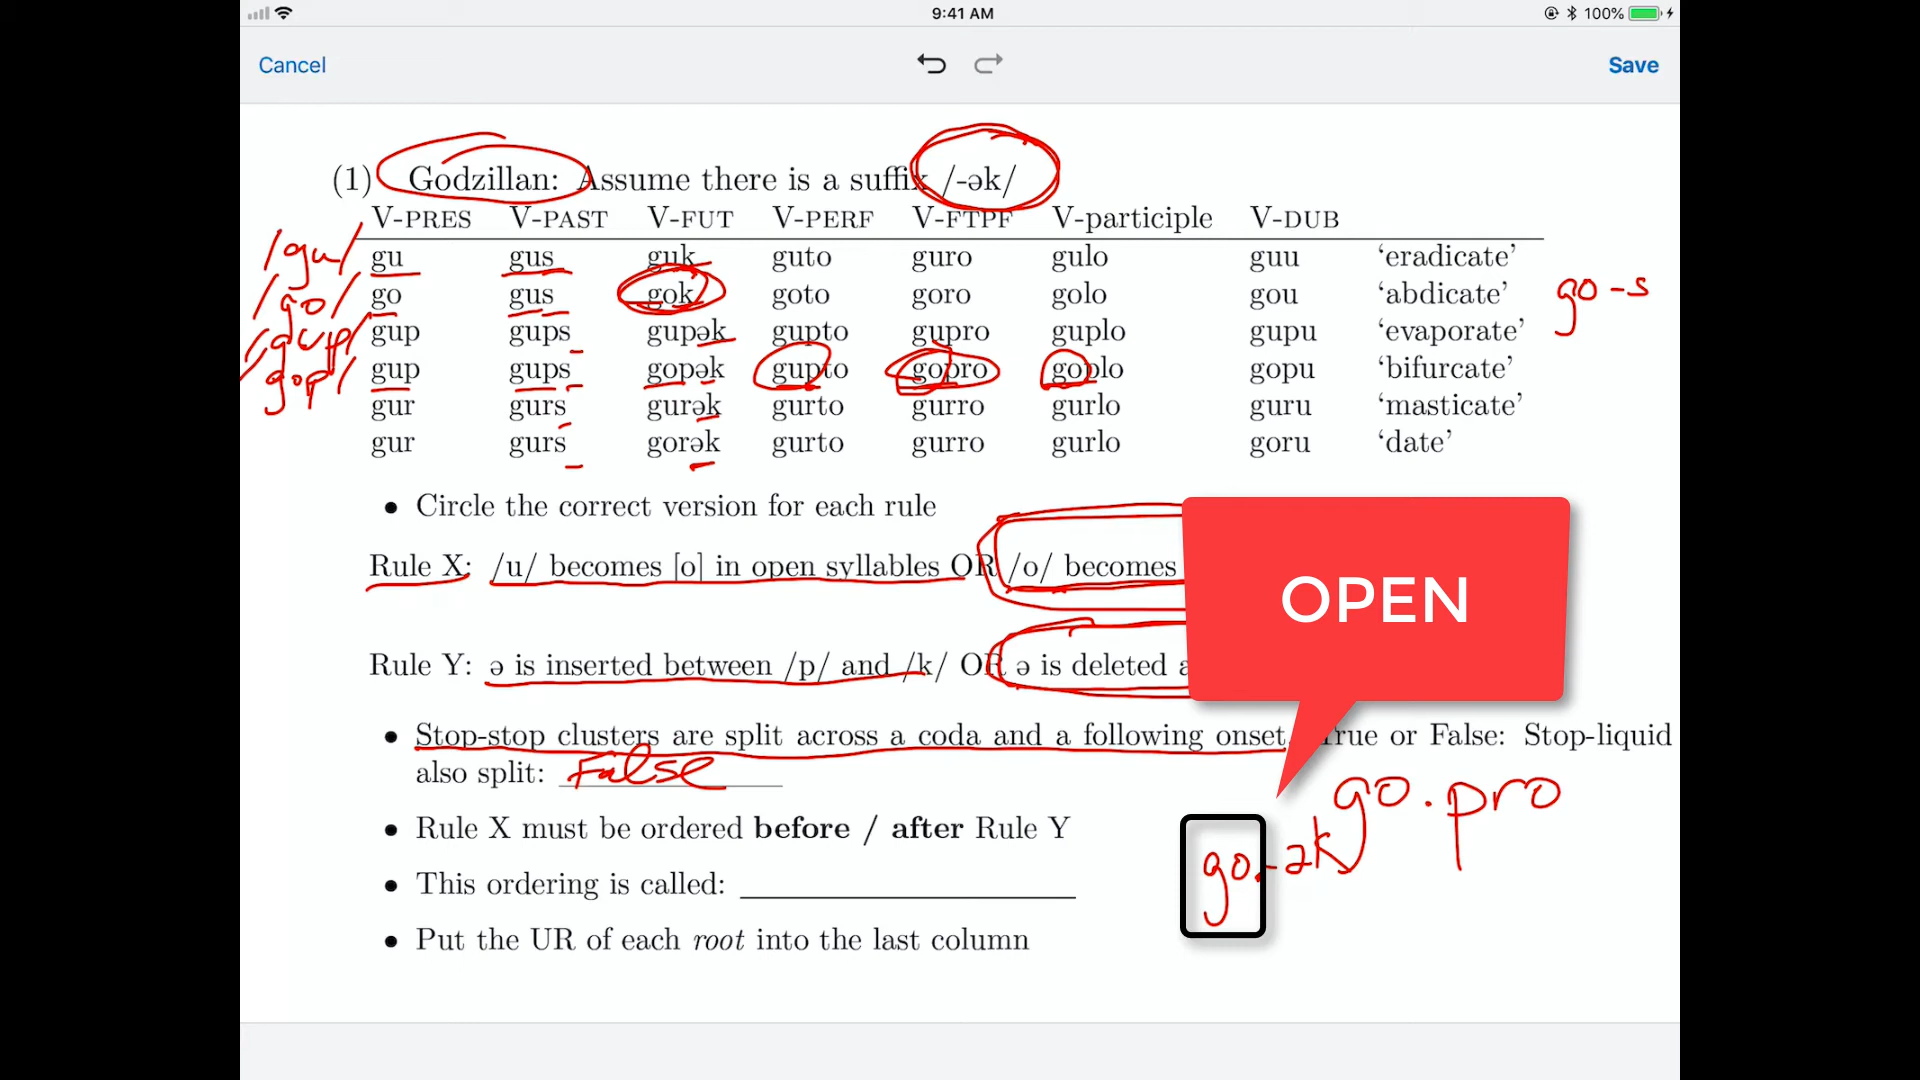 9:41 AM
100%
Cancel
Save
(1) Godzillan: Assume there is a suffix /-ək/
V-PRES V-PAST V-FUT V-PERF V-FTPF V-participle V-DUB
/gu/ gu gus guk guto guro gulo guu ‘eradicate’
/go/ go gus gok goto goro golo gou ‘abdicate’ go-s
/gup/ gup gups gupək gupto gupro guplo gupu ‘evaporate’
/gop/ gup gups gopək gupto gopro goplo gopu ‘bifurcate’
gur gurs gurək gurto gurro gurlo guru ‘masticate’
gur gurs gorək gurto gurro gurlo goru ‘date’
• Circle the correct version for each rule
Rule X: /u/ becomes [o] in open syllables OR /o/ becomes
OPEN
Rule Y: ə is inserted between /p/ and /k/ OR ə is deleted
• Stop-stop clusters are split across a coda and a following onset. True or False: Stop-liquid
also split: False
go.pro
• Rule X must be ordered before / after Rule Y
go.-ək
• This ordering is called:
• Put the UR of each root into the last column